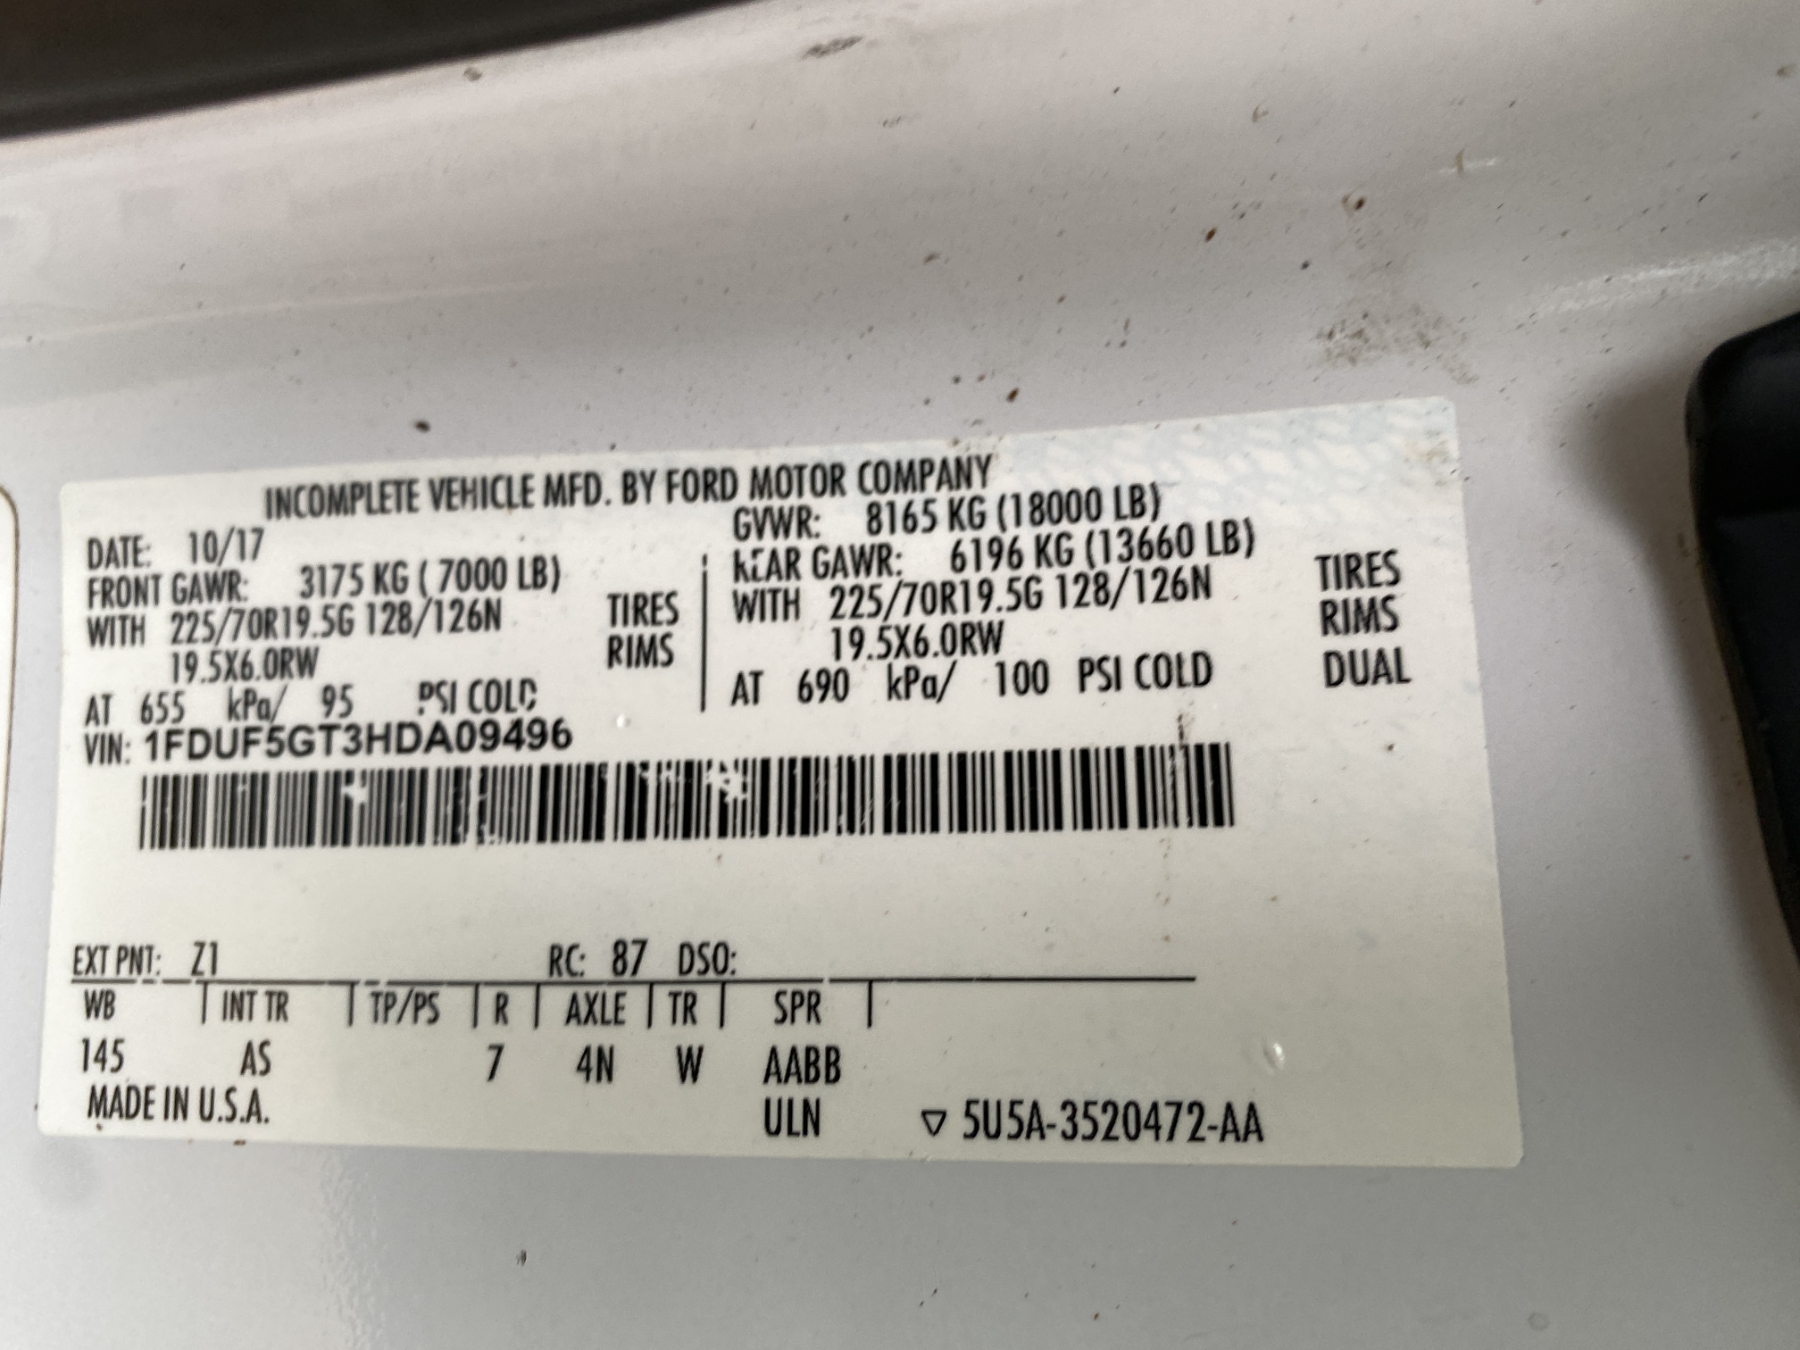 INCOMPLETE VEHICLE MFD. BY FORD MOTOR COMPANY
DATE: 10/17
GVWR: 8165 KG (18000 LB)
FRONT GAWR: 3175 KG ( 7000 LB)
REAR GAWR: 6196 KG (13660 LB)
WITH 225/70R19.5G 128/126N TIRES
WITH 225/70R19.5G 128/126N TIRES
19.5X6.0RW RIMS
19.5X6.0RW RIMS
AT 655 kPa/ 95 PSI COLD
AT 690 kPa/ 100 PSI COLD DUAL
VIN: 1FDUF5GT3HDA09496
EXT PNT: Z1 RC: 87 DSO:
WB | INT TR | TP/PS | R | AXLE | TR | SPR |
145 AS 7 4N W AABB
MADE IN U.S.A. ULN ▽ 5U5A-3520472-AA